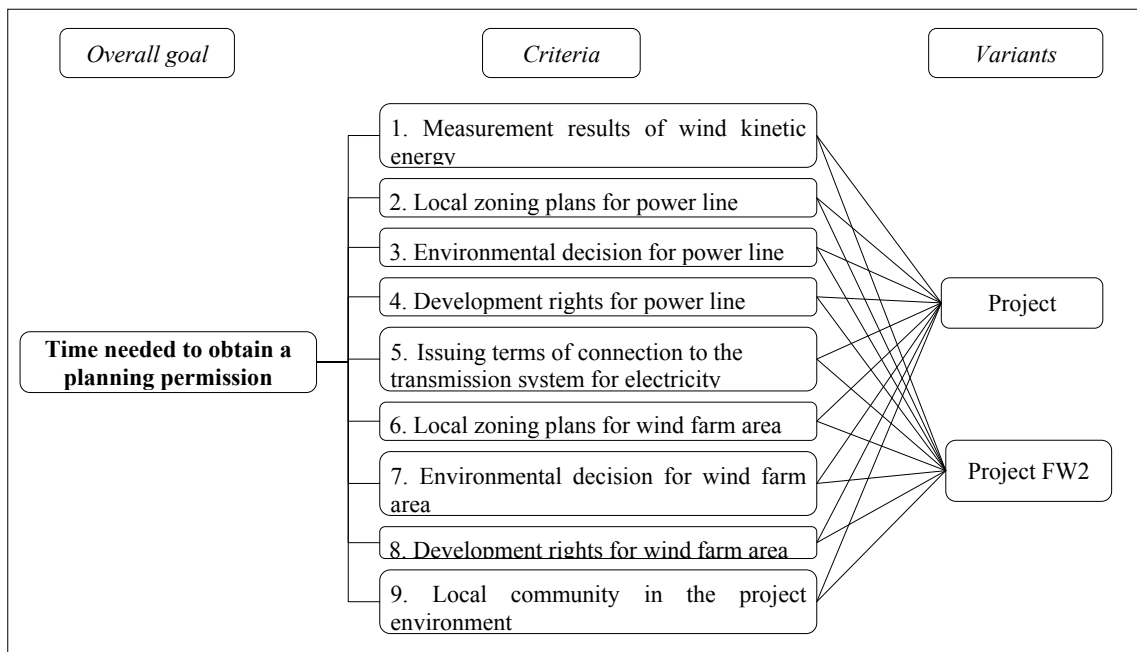 Overall goal
Criteria
Variants
1. Measurement results of wind kinetic
energy
2. Local zoning plans for power line
3. Environmental decision for power line
4. Development rights for power line
5. Issuing terms of connection to the
transmission system for electricity
6. Local zoning plans for wind farm area
7. Environmental decision for wind farm
area
8. Development rights for wind farm area
9. Local community in the project
environment
Time needed to obtain a
planning permission
Project
Project FW2